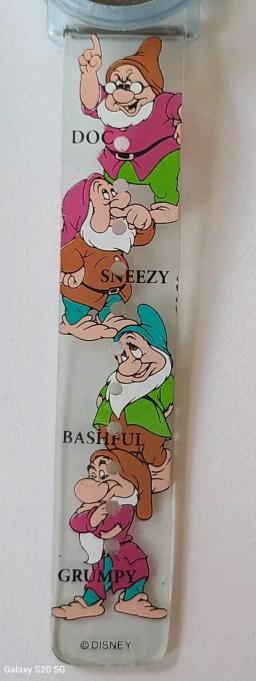 DOC
SNEEZY
BASHFUL
GRUMPY
© DISNEY
Galaxy S20 5G